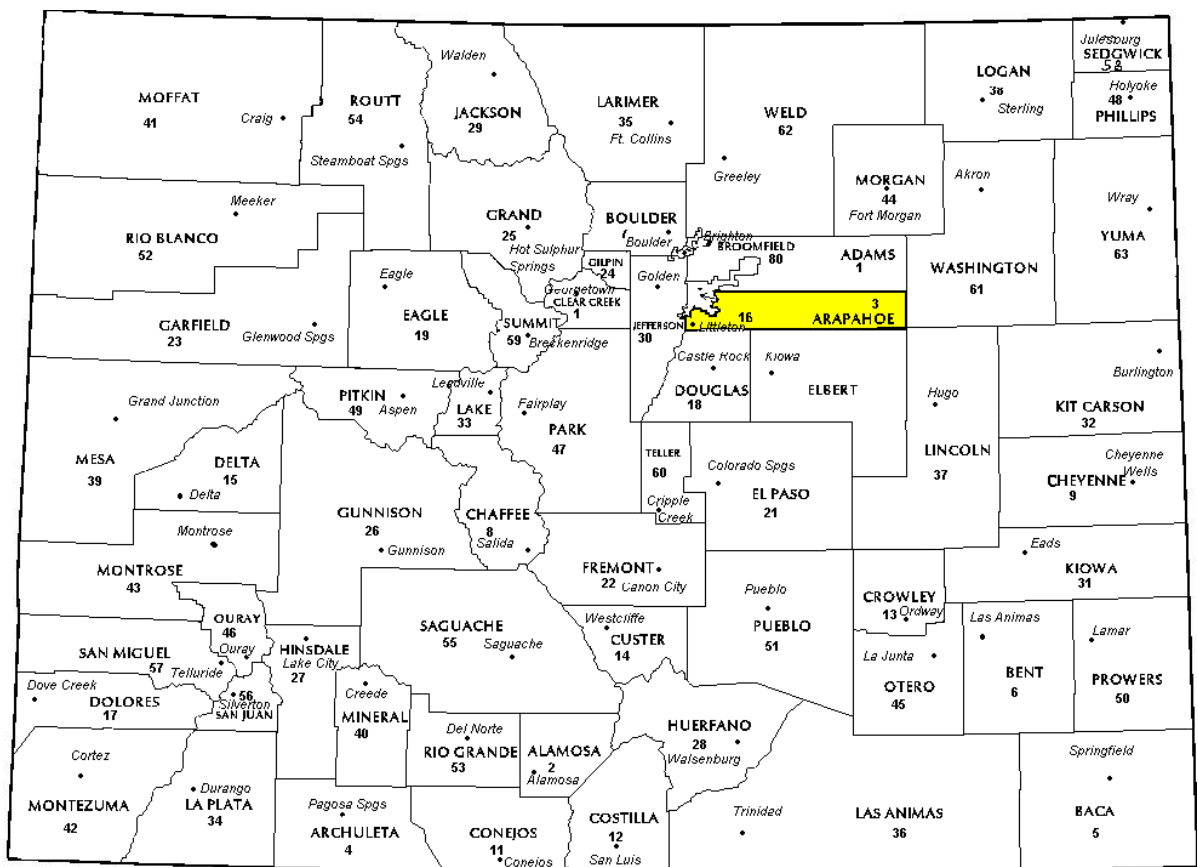 Julesburg
SEDGWICK
58
Walden
LOGAN
38
Sterling
Holyoke
48
PHILLIPS
MOFFAT
41
Craig
ROUTT
54
Steamboat Spgs
JACKSON
29
LARIMER
35
Ft. Collins
WELD
62
Greeley
MORGAN
44
Fort Morgan
Akron
Wray
YUMA
63
Meeker
RIO BLANCO
52
GRAND
25
Hot Sulphur
Springs
BOULDER
Boulder
Brighton
BROOMFIELD
80
ADAMS
1
WASHINGTON
61
GILPIN
24
Golden
Georgetown
CLEAR CREEK
1
Eagle
EAGLE
19
GARFIELD
23
Glenwood Spgs
SUMMIT
59
Breckenridge
JEFFERSON
30
Littleton
16
3
ARAPAHOE
Castle Rock
DOUGLAS
18
Kiowa
ELBERT
Hugo
LINCOLN
37
Burlington
KIT CARSON
32
Grand Junction
MESA
39
PITKIN
49
Aspen
Leadville
LAKE
33
Fairplay
PARK
47
TELLER
60
Cripple
Creek
Colorado Spgs
EL PASO
21
Cheyenne
Wells
CHEYENNE
9
DELTA
15
Delta
GUNNISON
26
Gunnison
CHAFFEE
8
Salida
Montrose
MONTROSE
43
FREMONT
22
Canon City
Pueblo
PUEBLO
51
Eads
KIOWA
31
CROWLEY
13
Ordway
OURAY
46
Ouray
SAN MIGUEL
57
Telluride
HINSDALE
Lake City
27
SAGUACHE
55
Saguache
Westcliffe
CUSTER
14
La Junta
OTERO
45
Las Animas
BENT
6
Lamar
PROWERS
50
Dove Creek
DOLORES
17
56
Silverton
SAN JUAN
Creede
MINERAL
40
Del Norte
RIO GRANDE
53
ALAMOSA
2
Alamosa
HUERFANO
28
Walsenburg
Cortez
MONTEZUMA
42
Durango
LA PLATA
34
Pagosa Spgs
ARCHULETA
4
CONEJOS
11
Conejos
COSTILLA
12
San Luis
Trinidad
LAS ANIMAS
36
Springfield
BACA
5